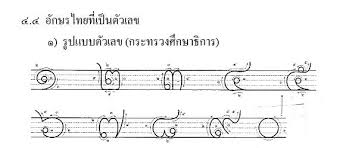 ๔.๔ อักษรไทยที่เป็นตัวเลข
๑) รูปแบบตัวเลข (กระทรวงศึกษาธิการ)
๑ ๒ ๓ ๔ ๕
๖ ๗ ๘ ๙ ๐